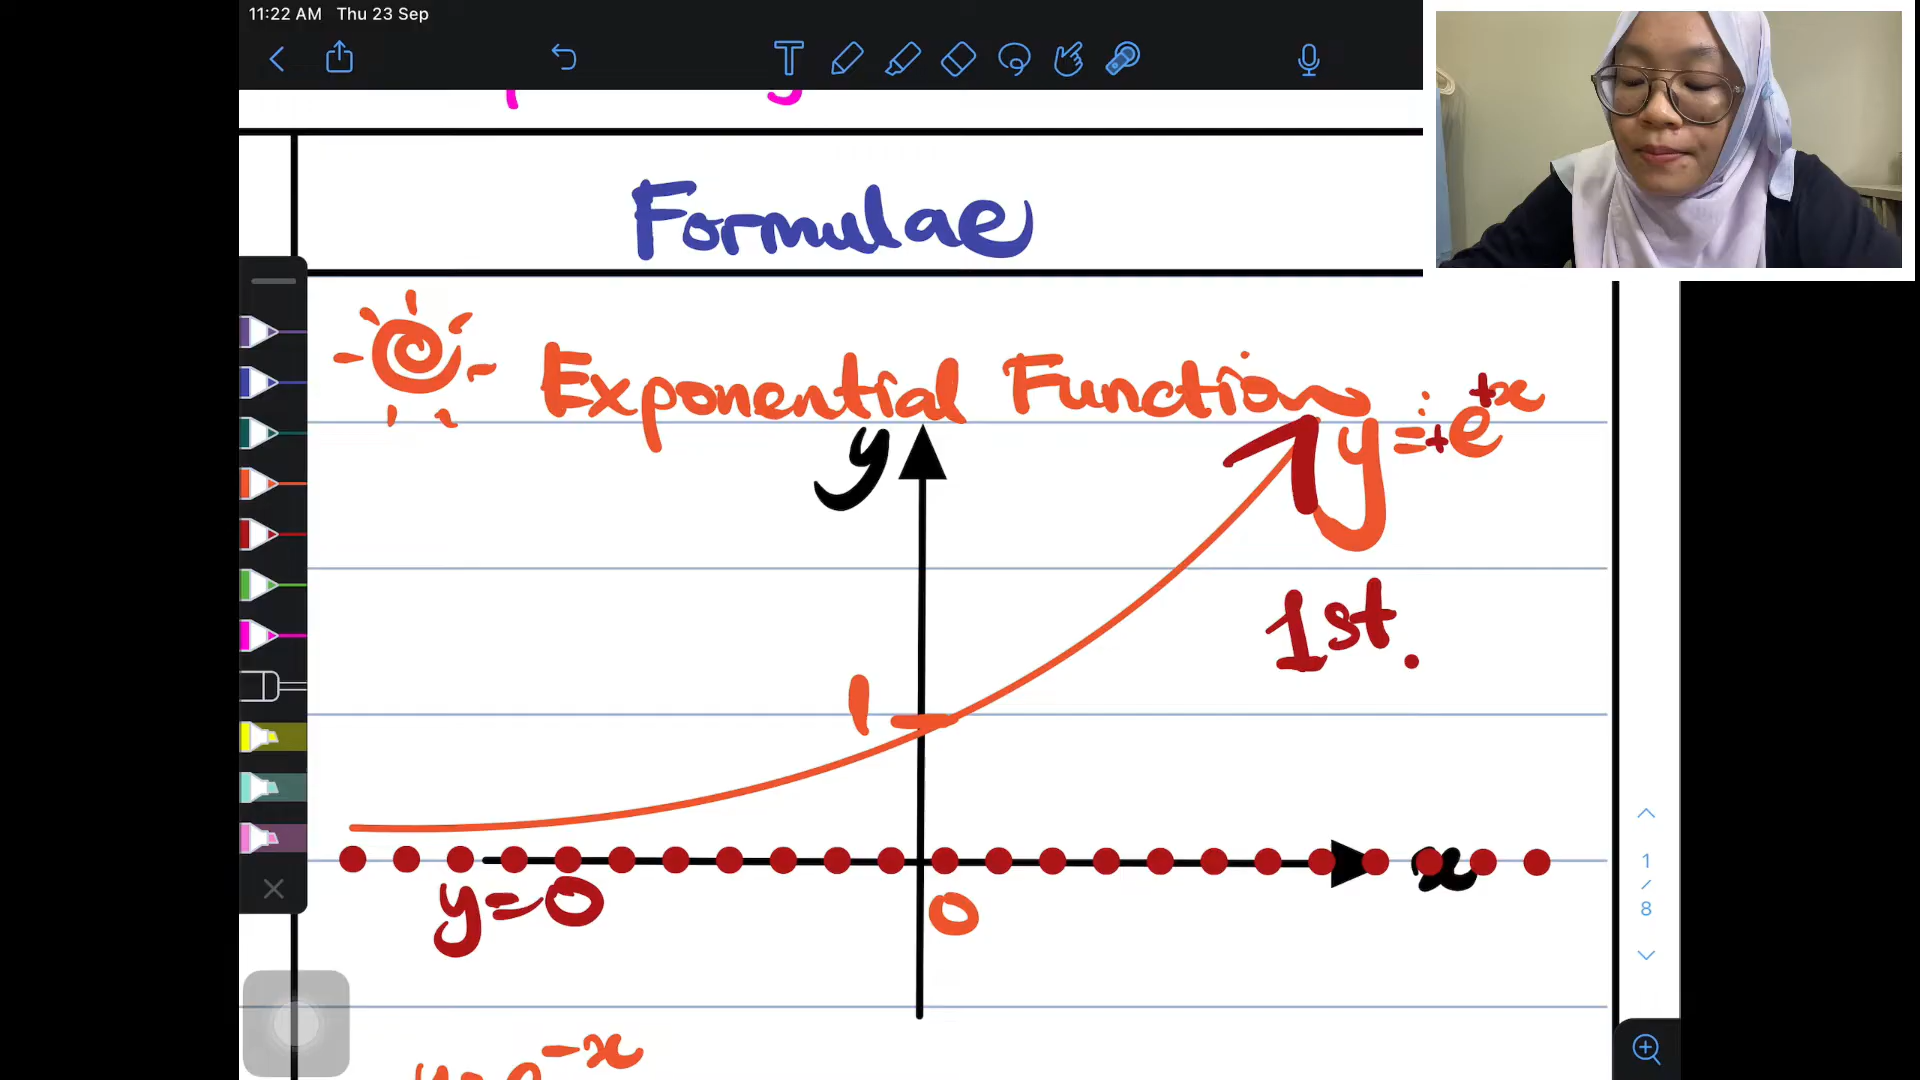 11:22 AM Thu 23 Sep
Formulae
Exponential Function
y = +e^{+x}
y
1st.
1
x
y=0
0
1
/
8
y = e^{-x}